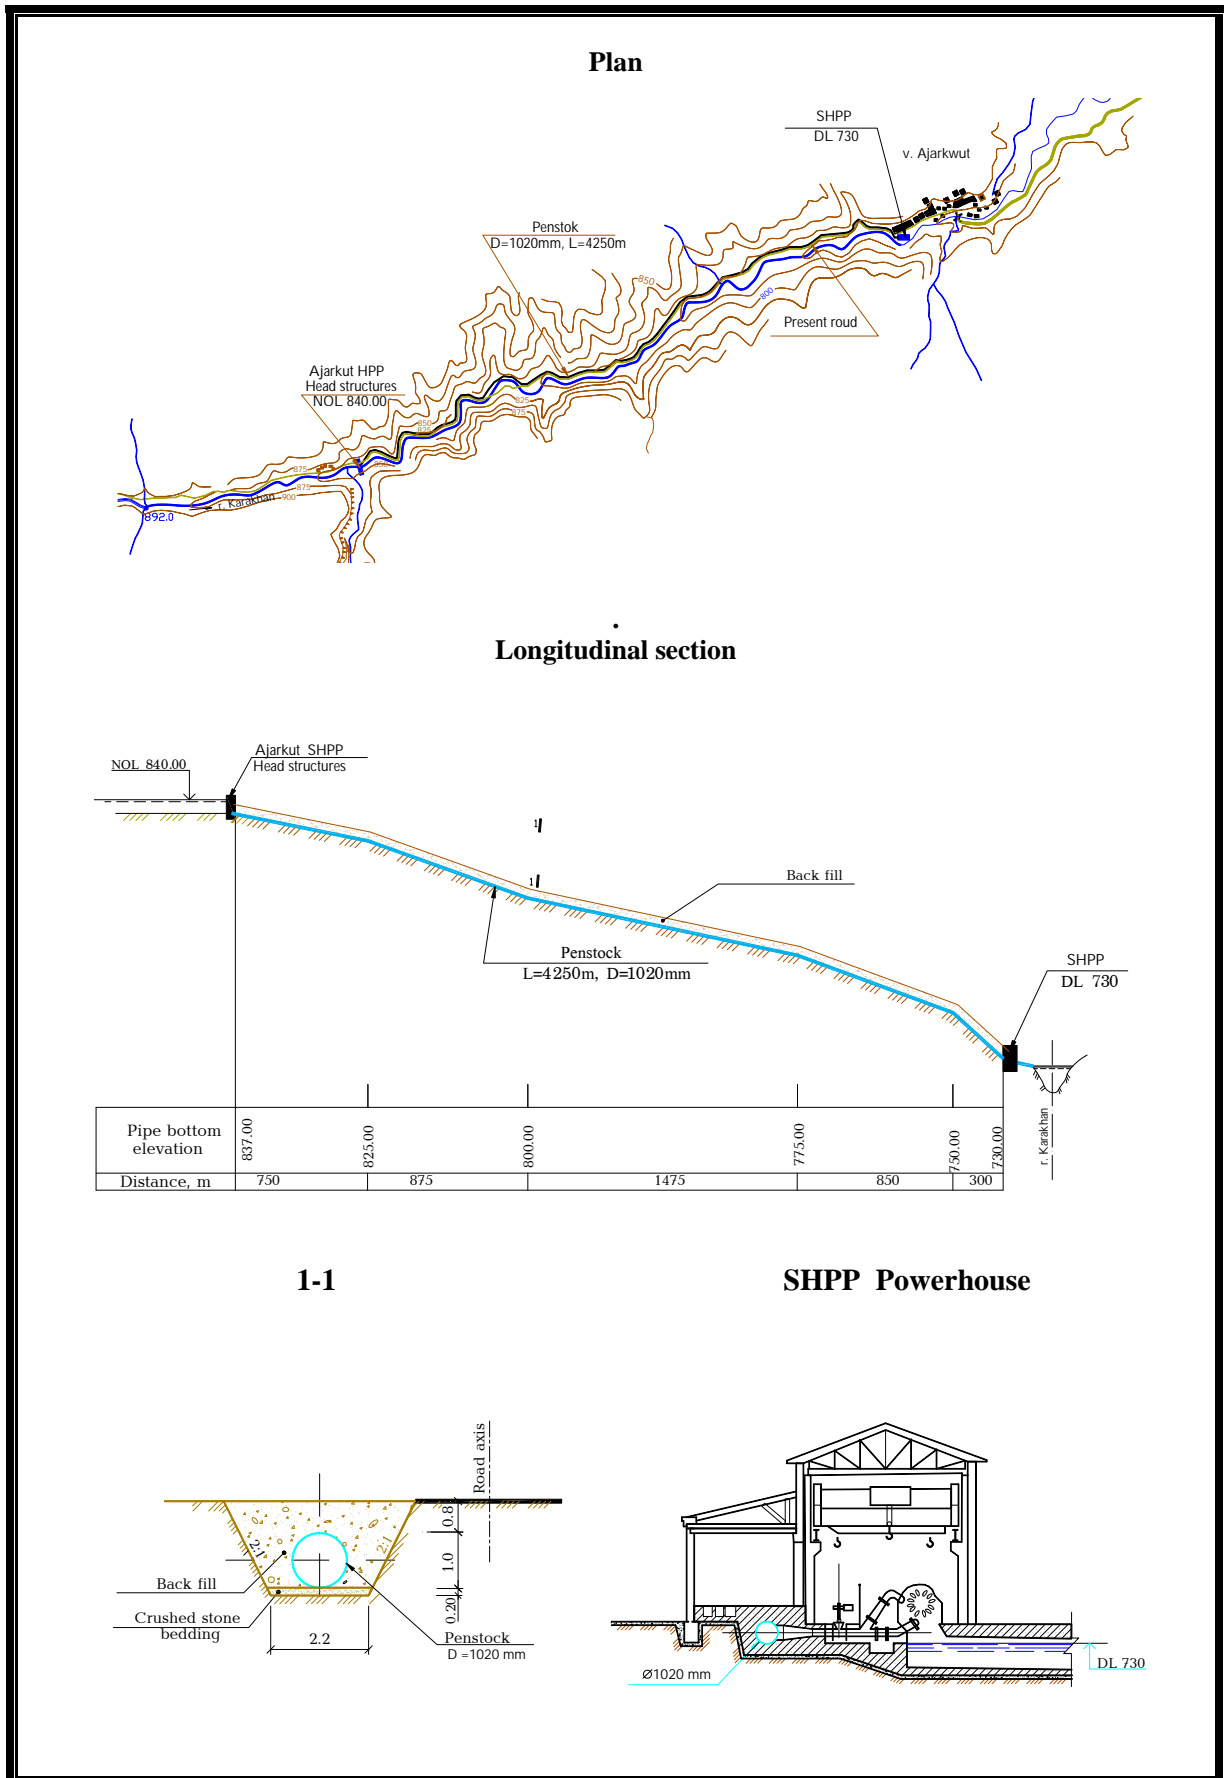 Plan
SHPP
DL 730
v. Ajarkwut
Penstok
D=1020mm, L=4250m
850
800
Present roud
Ajarkut HPP
Head structures
NOL 840.00
825
875
850
825
850
875
875
900
r. Karakhan
892.0
.
Longitudinal section
Ajarkut SHPP
Head structures
NOL 840.00
1
1
Back fill
Penstock
L=4250m, D=1020mm
SHPP
DL 730
Pipe bottom
elevation
837.00
825.00
800.00
775.00
750.00
730.00
r. Karakhan
Distance, m
750
875
1475
850
300
1-1
SHPP Powerhouse
Road axis
0.8
2:1
2:1
1.0
0.20
Back fill
Crushed stone
bedding
2.2
Penstock
D =1020 mm
Ø1020 mm
DL 730